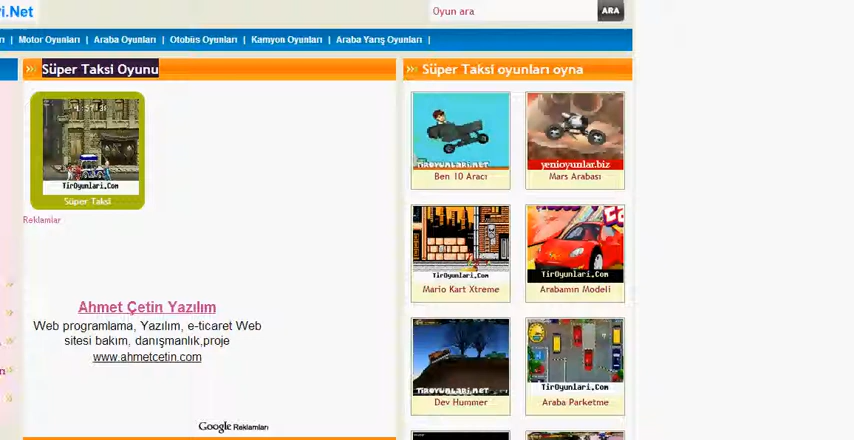 i.Net
Oyun ara
ARA
rı | Motor Oyunları | Araba Oyunları | Otobüs Oyunları | Kamyon Oyunları | Araba Yarış Oyunları |
Süper Taksi Oyunu
TirOyunlari.Com
Süper Taksi
Reklamlar
Ahmet Çetin Yazılım
Web programlama, Yazılım, e-ticaret Web
sitesi bakım, danışmanlık,proje
www.ahmetcetin.com
Google Reklamları
Süper Taksi oyunları oyna
TIROYUNLARI.NET
Ben 10 Aracı
yenioyunlar.biz
Mars Arabası
TirOyunlari.Com
Mario Kart Xtreme
TirOyunlari.Com
Arabamın Modeli
TIROYUNLARI.NET
Dev Hummer
TirOyunlari.Com
Araba Parketme